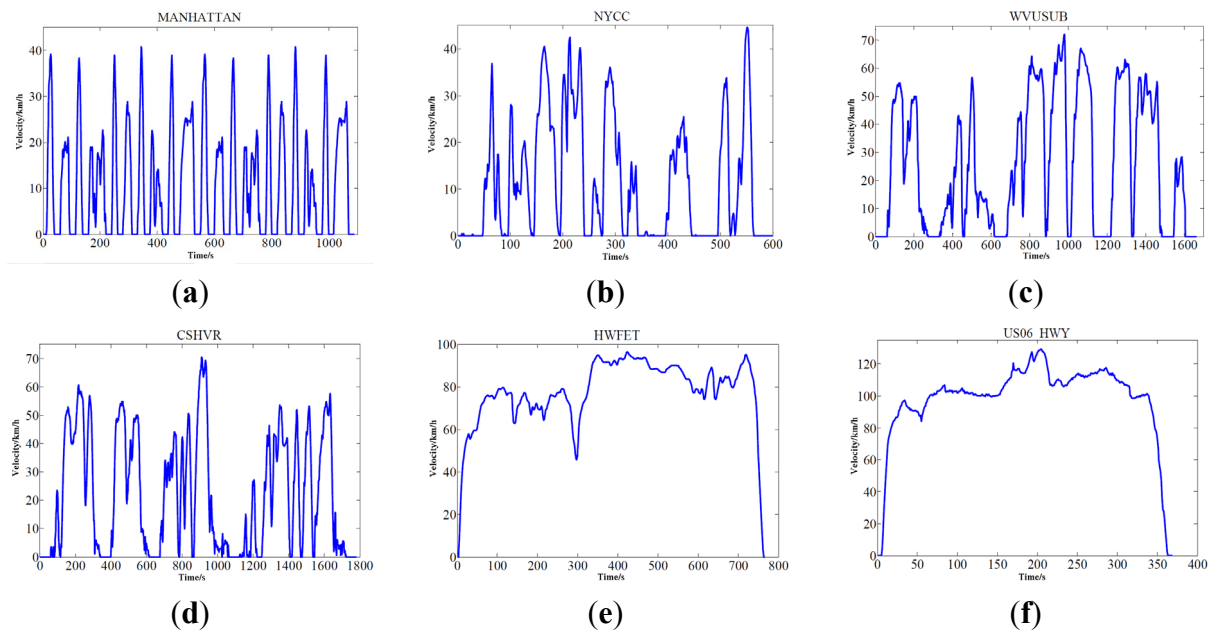 MANHATTAN
Velocity/km/h
40
30
20
10
0
0 200 400 600 800 1000
Time/s
(a)
NYCC
Velocity/km/h
40
30
20
10
0
0 100 200 300 400 500 600
Time/s
(b)
WVUSUB
Velocity/km/h
70
60
50
40
30
20
10
0
0 200 400 600 800 1000 1200 1400 1600
Time/s
(c)
CSHVR
Velocity/km/h
70
60
50
40
30
20
10
0
0 200 400 600 800 1000 1200 1400 1600 1800
Time/s
(d)
HWFET
Velocity/km/h
100
80
60
40
20
0
0 100 200 300 400 500 600 700 800
Time/s
(e)
US06 HWY
Velocity/km/h
120
100
80
60
40
20
0
0 50 100 150 200 250 300 350 400
Time/s
(f)